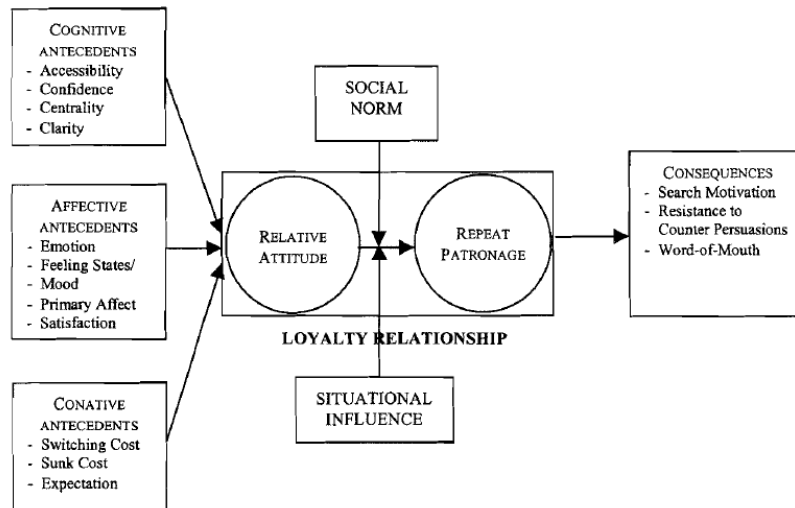 COGNITIVE
ANTECEDENTS
- Accessibility
- Confidence
- Centrality
- Clarity
SOCIAL
NORM
AFFECTIVE
ANTECEDENTS
- Emotion
- Feeling States/
- Mood
- Primary Affect
- Satisfaction
RELATIVE
ATTITUDE
REPEAT
PATRONAGE
CONSEQUENCES
- Search Motivation
- Resistance to
Counter Persuasions
- Word-of-Mouth
LOYALTY RELATIONSHIP
SITUATIONAL
INFLUENCE
CONATIVE
ANTECEDENTS
- Switching Cost
- Sunk Cost
- Expectation